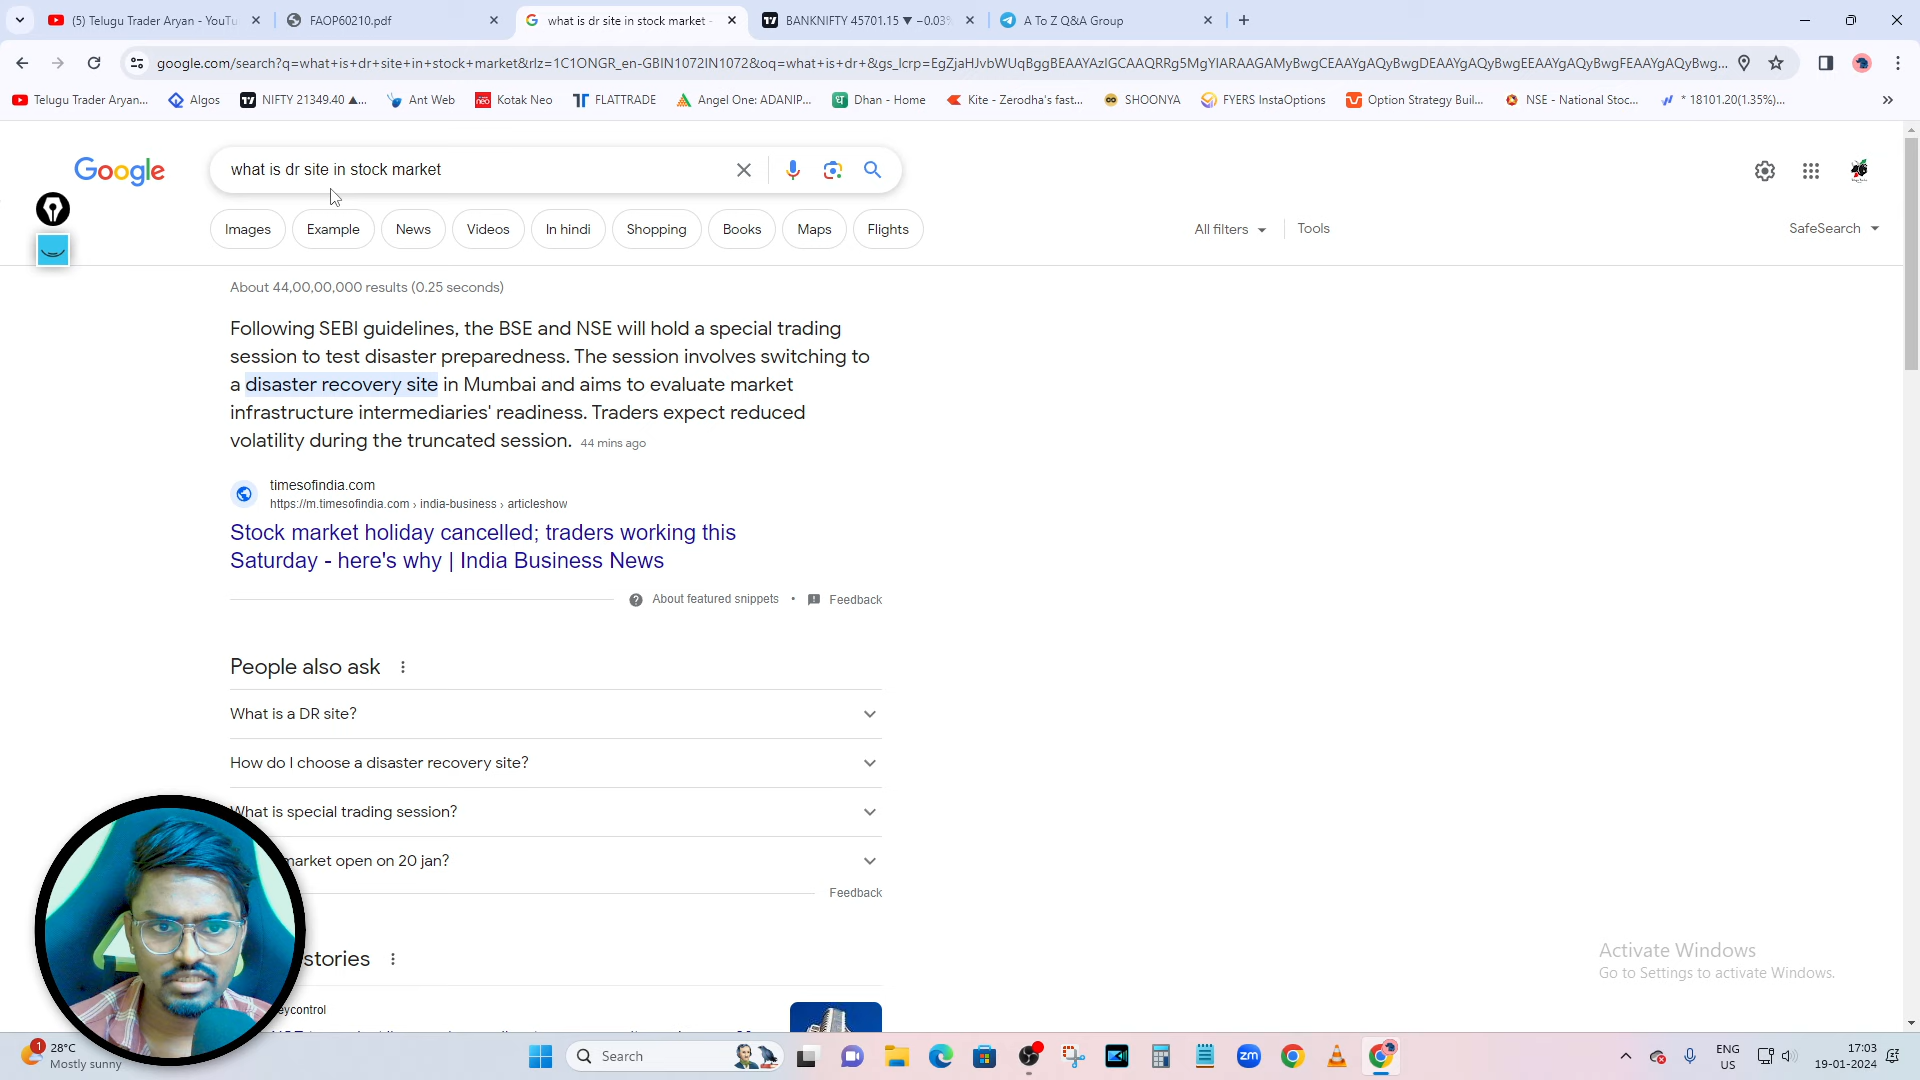 (5) Telugu Trader Aryan - YouTu
FAOP60210.pdf
what is dr site in stock market -
BANKNIFTY 45701.15 ▼ −0.03%
A To Z Q&A Group
google.com/search?q=what+is+dr+site+in+stock+market&rlz=1C1ONGR_en-GBIN1072IN1072&oq=what+is+dr+&gs_lcrp=EgZjaHJvbWUqBggBEAAYAzIGCAAQRRg5MgYIARAAGAMyBwgCEAAYgAQyBwgDEAAYgAQyBwgEEAAYgAQyBwgFEAAYgAQyBwg...
Telugu Trader Aryan...
Algos
NIFTY 21349.40 ▲...
Ant Web
Kotak Neo
FLATTRADE
Angel One: ADANIP...
Dhan - Home
Kite - Zerodha's fast...
SHOONYA
FYERS InstaOptions
Option Strategy Buil...
NSE - National Stoc...
* 18101.20(1.35%)...
Google
what is dr site in stock market
Images
Example
News
Videos
In hindi
Shopping
Books
Maps
Flights
All filters
Tools
SafeSearch
About 44,00,00,000 results (0.25 seconds)
Following SEBI guidelines, the BSE and NSE will hold a special trading
session to test disaster preparedness. The session involves switching to
a disaster recovery site in Mumbai and aims to evaluate market
infrastructure intermediaries' readiness. Traders expect reduced
volatility during the truncated session. 44 mins ago
timesofindia.com
https://m.timesofindia.com › india-business › articleshow
Stock market holiday cancelled; traders working this
Saturday - here's why | India Business News
About featured snippets • Feedback
People also ask
What is a DR site?
How do I choose a disaster recovery site?
What is special trading session?
market open on 20 jan?
Feedback
stories
eycontrol
Activate Windows
Go to Settings to activate Windows.
1
28°C
Mostly sunny
Search
zm
ENG
US
17:03
19-01-2024